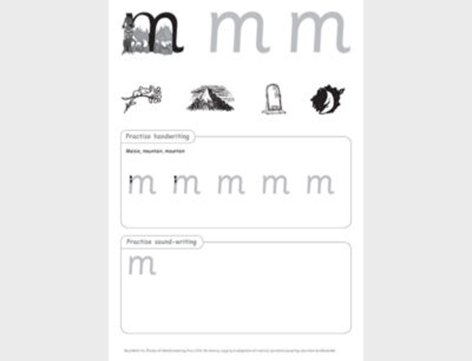 m m m
Practise handwriting
Maisie, mountain, mountain
m m m m m
Practise sound-writing
m